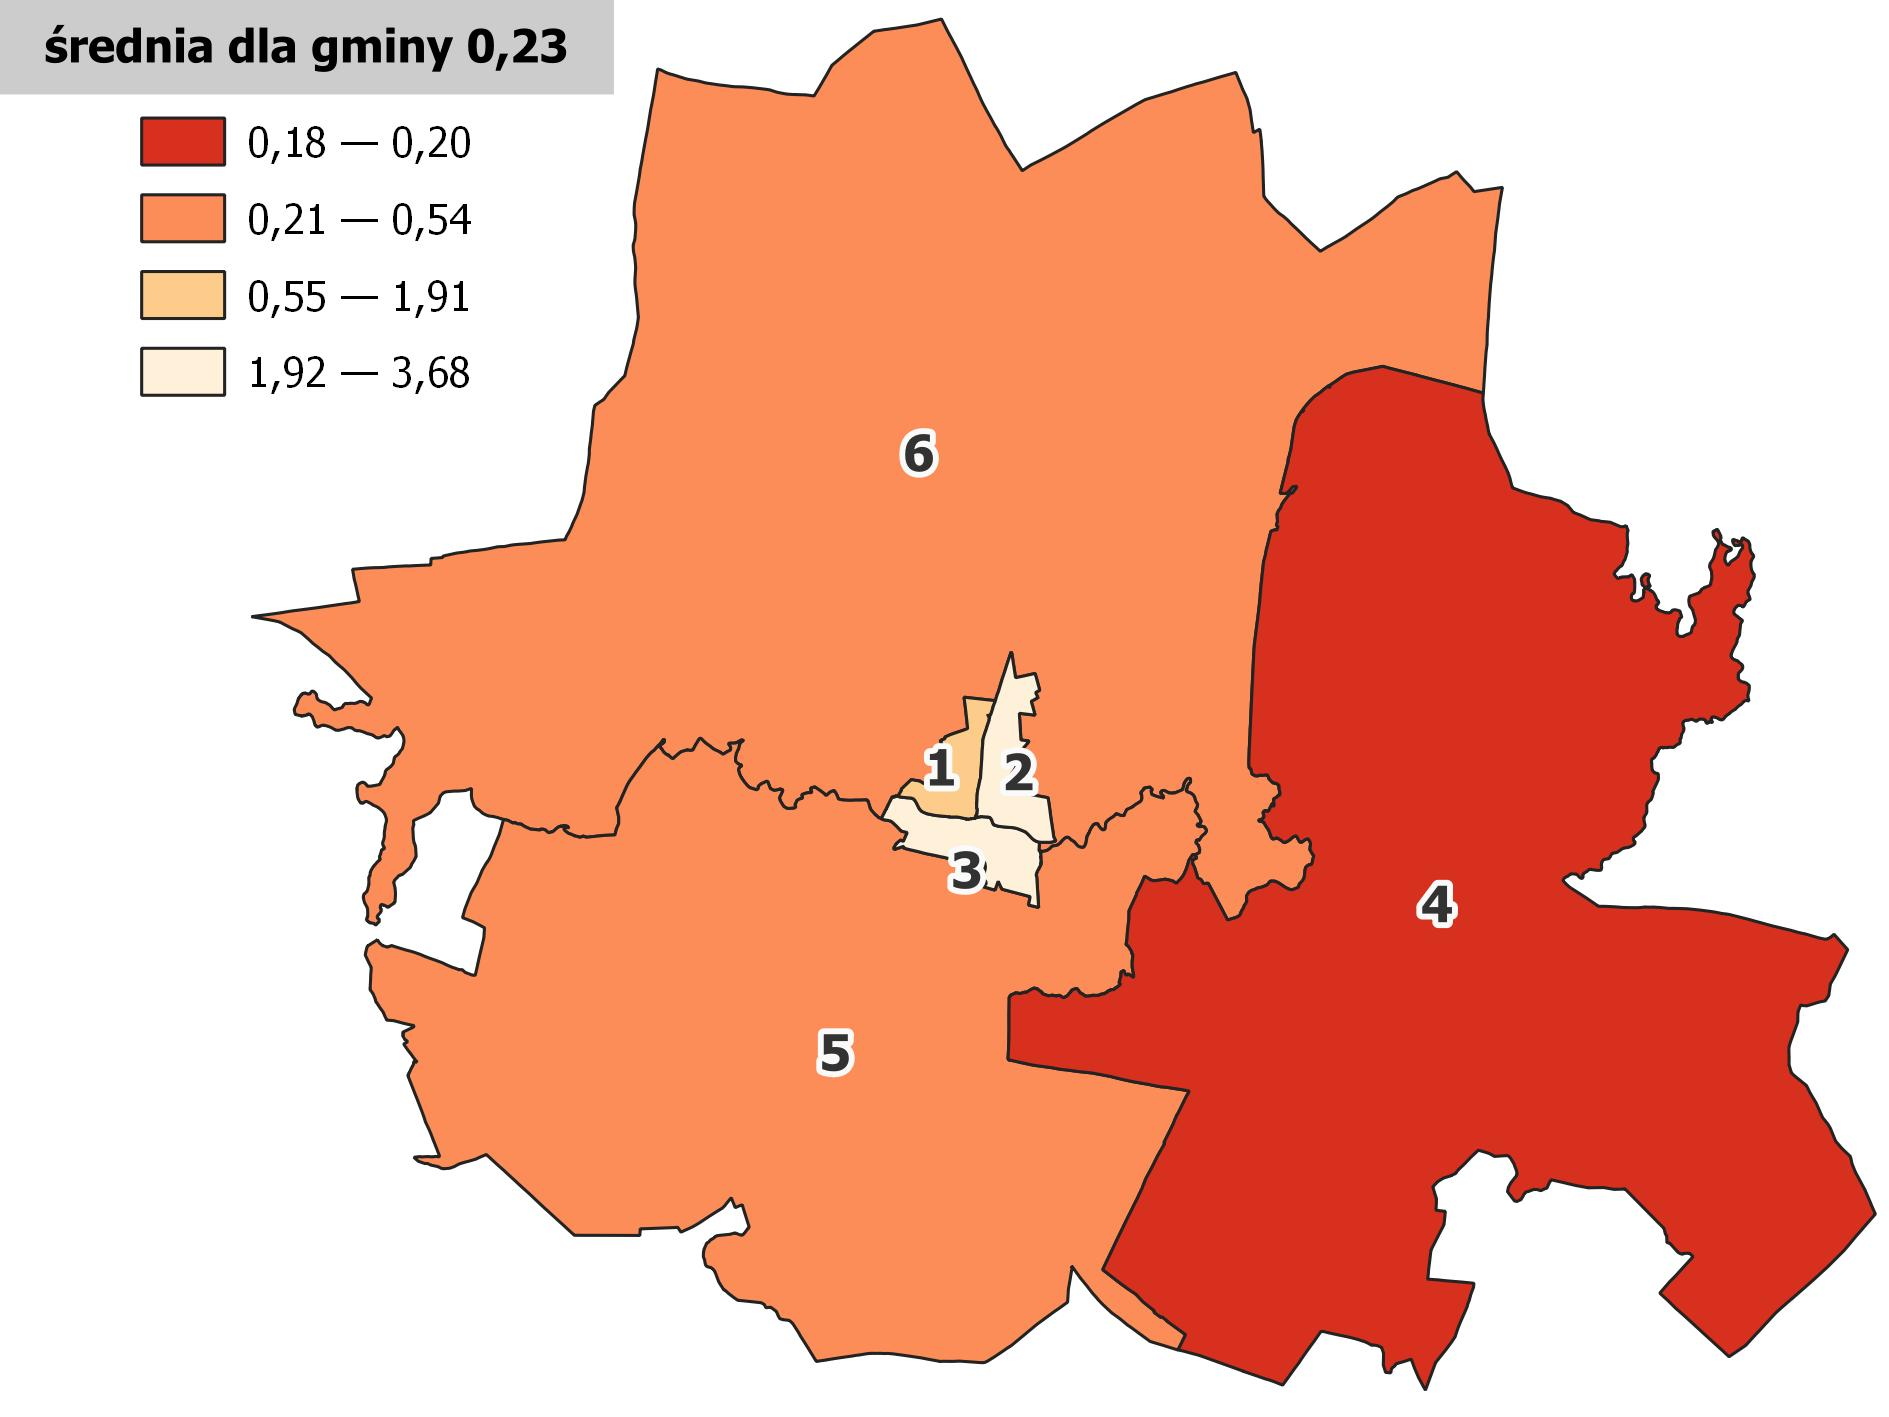 średnia dla gminy 0,23
0,18 — 0,20
0,21 — 0,54
0,55 — 1,91
1,92 — 3,68
6
1
2
3
4
5